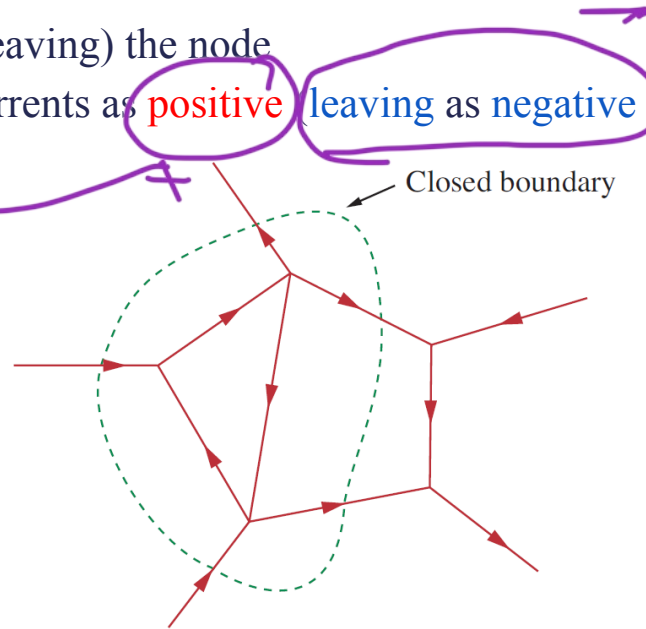 eaving) the node
rrents as positive (leaving as negative
Closed boundary